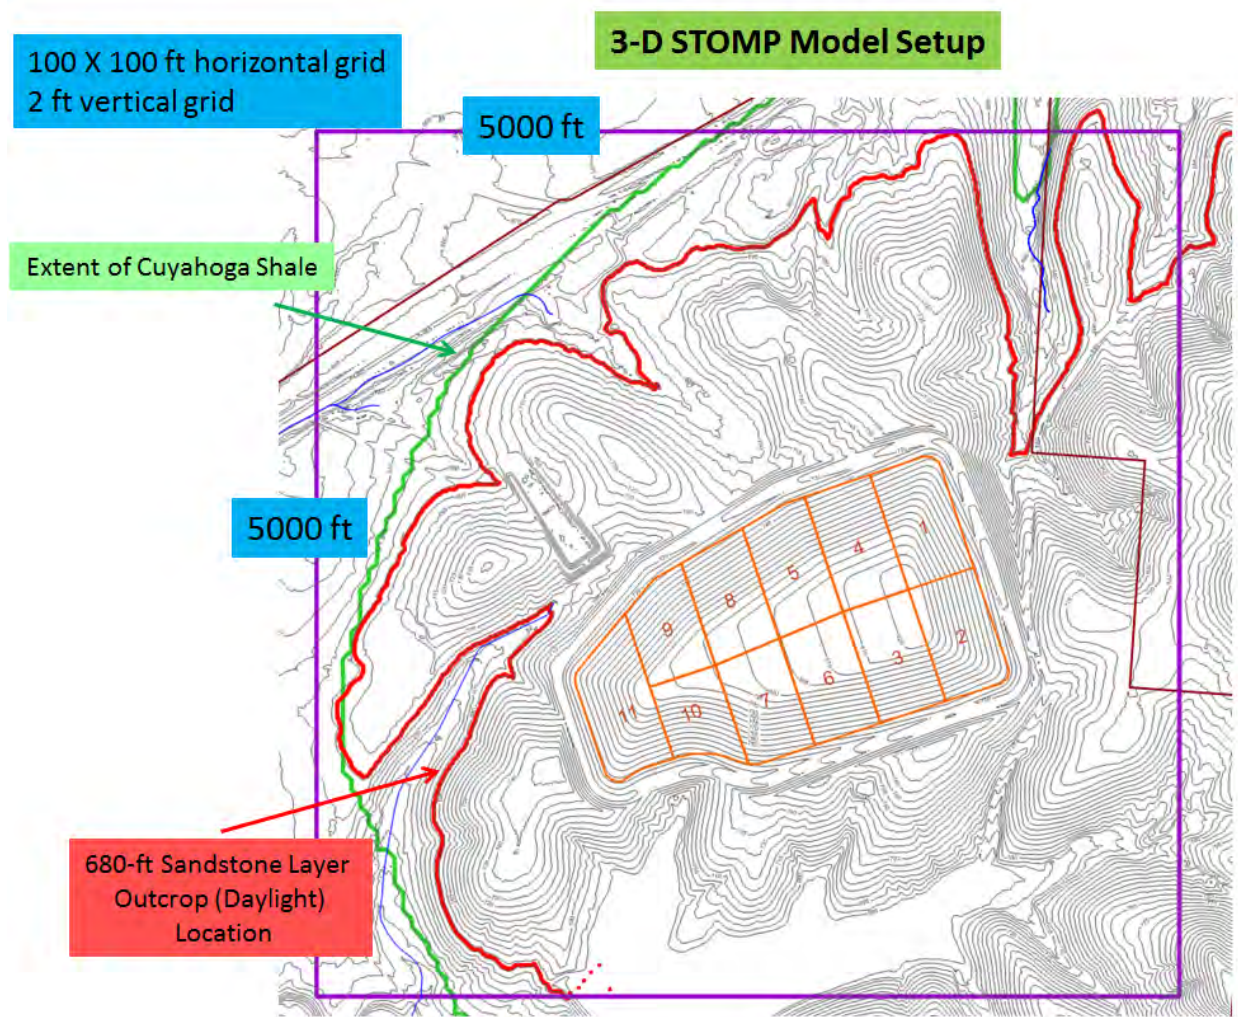 3-D STOMP Model Setup
100 X 100 ft horizontal grid
2 ft vertical grid
5000 ft
Extent of Cuyahoga Shale
5000 ft
1
4
5
8
9
2
3
6
7
10
11
680-ft Sandstone Layer
Outcrop (Daylight)
Location